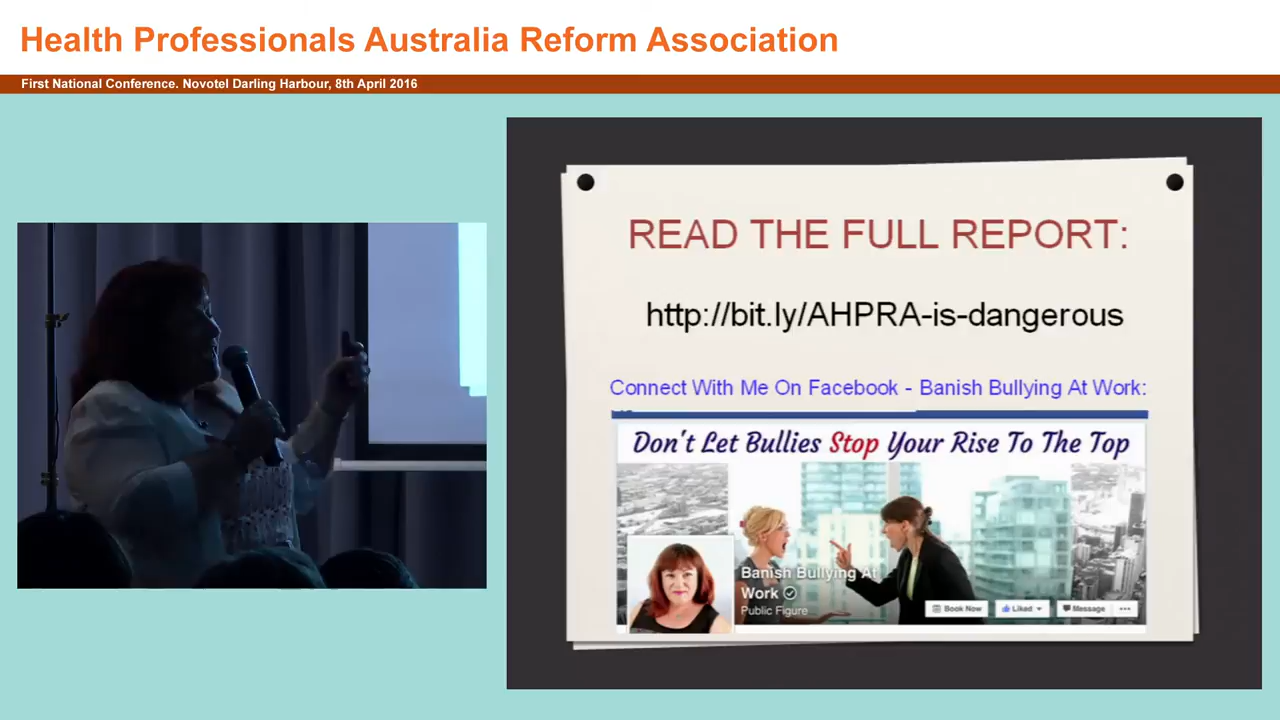 Health Professionals Australia Reform Association
First National Conference. Novotel Darling Harbour, 8th April 2016
READ THE FULL REPORT:
http://bit.ly/AHPRA-is-dangerous
Connect With Me On Facebook - Banish Bullying At Work:
Don't Let Bullies Stop Your Rise To The Top
Banish Bullying At
Work
Public Figure
Book Now
Liked
Message